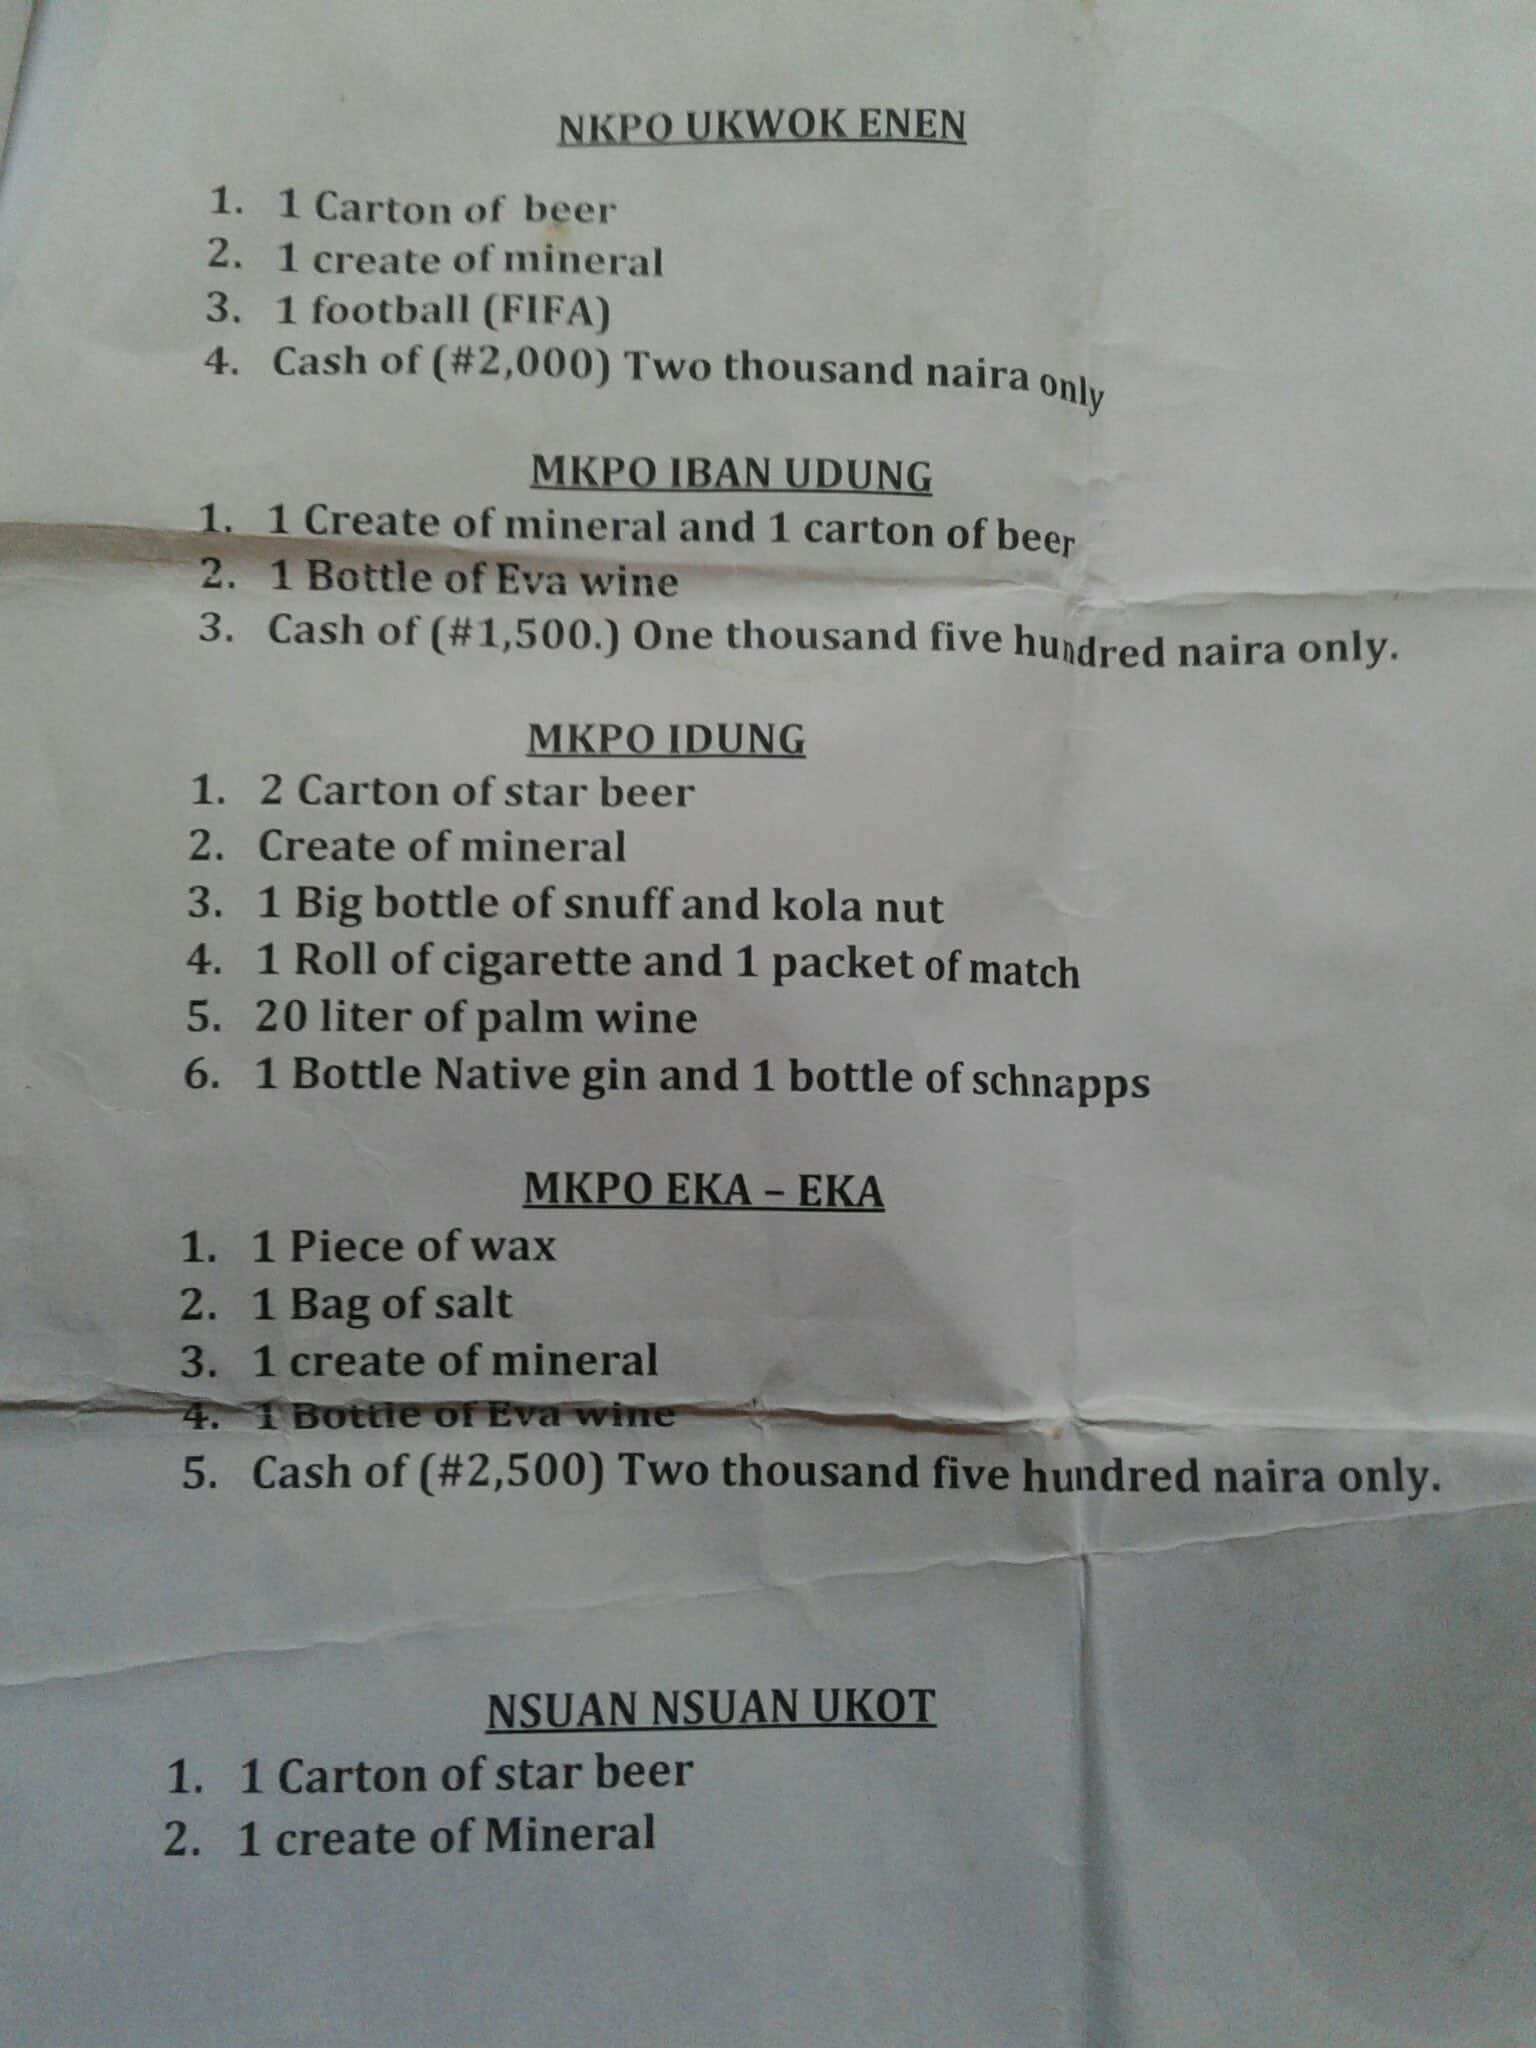 NKPO UKWOK ENEN
1. 1 Carton of beer
2. 1 create of mineral
3. 1 football (FIFA)
4. Cash of (#2,000) Two thousand naira only
MKPO IBAN UDUNG
1. 1 Create of mineral and 1 carton of beer
2. 1 Bottle of Eva wine
3. Cash of (#1,500.) One thousand five hundred naira only.
MKPO IDUNG
1. 2 Carton of star beer
2. Create of mineral
3. 1 Big bottle of snuff and kola nut
4. 1 Roll of cigarette and 1 packet of match
5. 20 liter of palm wine
6. 1 Bottle Native gin and 1 bottle of schnapps
MKPO EKA – EKA
1. 1 Piece of wax
2. 1 Bag of salt
3. 1 create of mineral
4. 1 Bottle of Eva wine
5. Cash of (#2,500) Two thousand five hundred naira only.
NSUAN NSUAN UKOT
1. 1 Carton of star beer
2. 1 create of Mineral